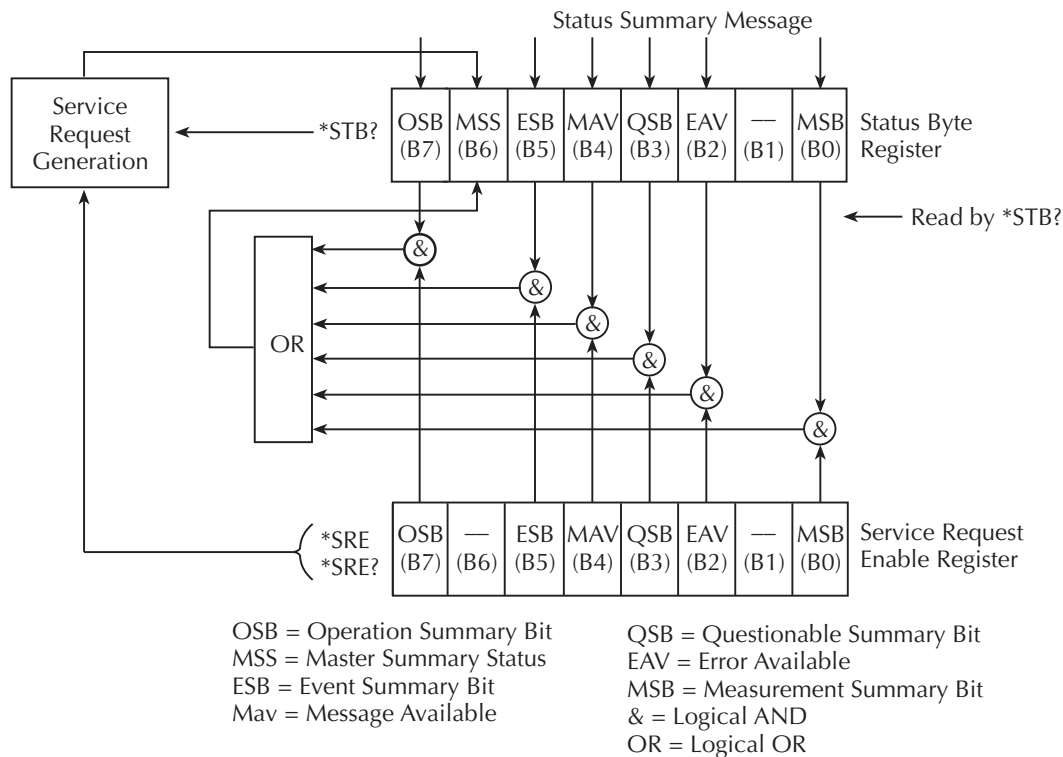 Status Summary Message
Service
Request
Generation
*STB?
OSB MSS ESB MAV QSB EAV — MSB
(B7) (B6) (B5) (B4) (B3) (B2) (B1) (B0)
Status Byte
Register
Read by *STB?
&
&
&
&
&
&
OR
*SRE
*SRE?
OSB — ESB MAV QSB EAV — MSB
(B7) (B6) (B5) (B4) (B3) (B2) (B1) (B0)
Service Request
Enable Register
OSB = Operation Summary Bit
MSS = Master Summary Status
ESB = Event Summary Bit
Mav = Message Available
QSB = Questionable Summary Bit
EAV = Error Available
MSB = Measurement Summary Bit
& = Logical AND
OR = Logical OR